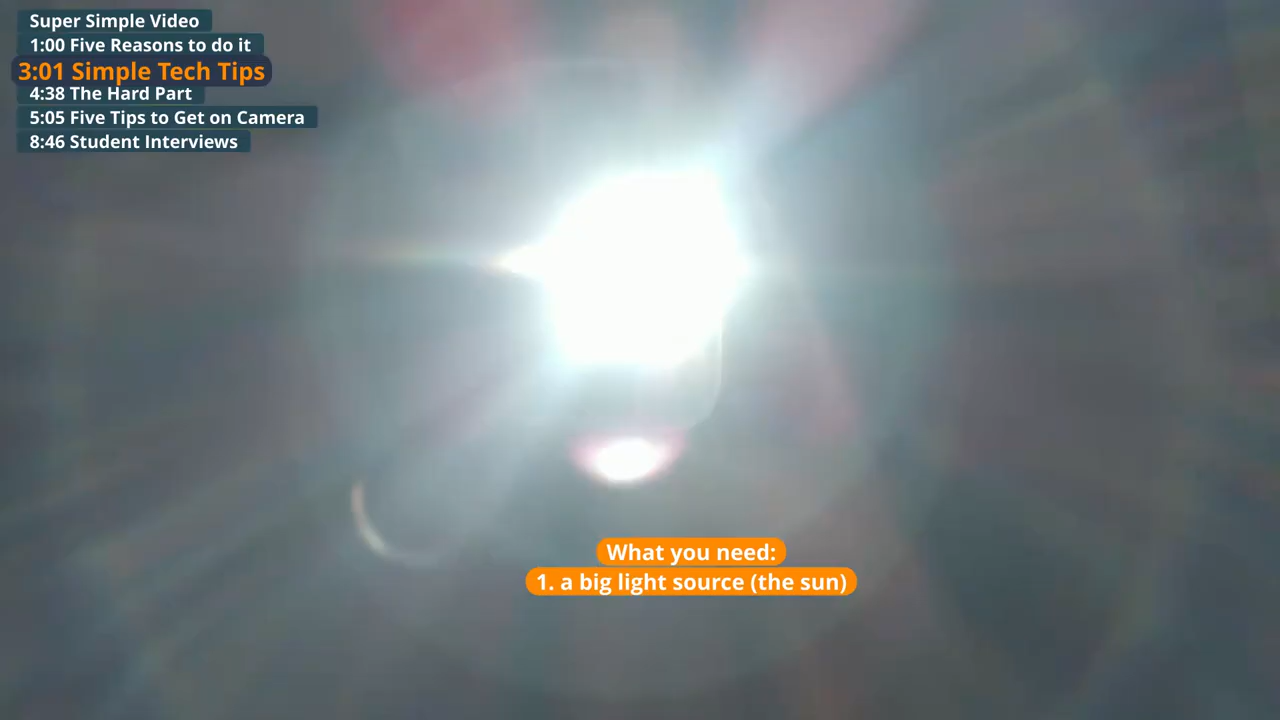 Super Simple Video
1:00 Five Reasons to do it
3:01 Simple Tech Tips
4:38 The Hard Part
5:05 Five Tips to Get on Camera
8:46 Student Interviews
What you need:
1. a big light source (the sun)